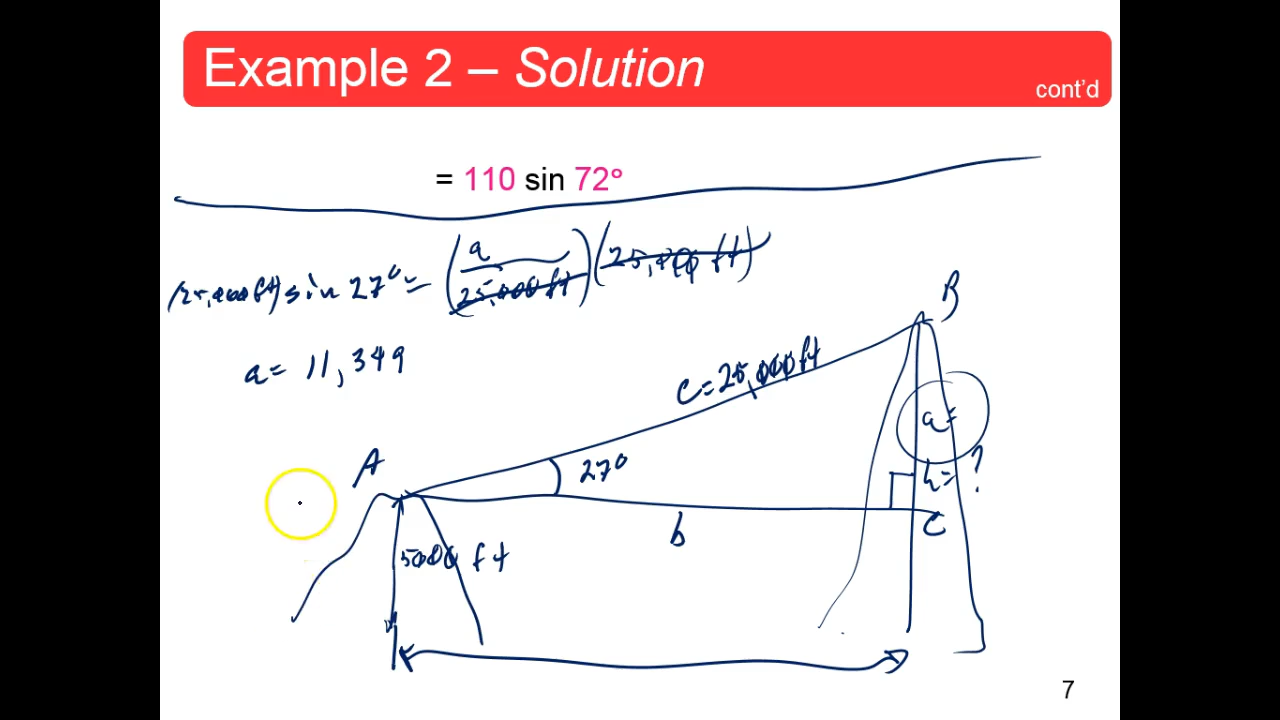 Example 2 – Solution
cont'd
= 110 sin 72°
(25,000 ft) sin 27° = (a / 25,000 ft) (25,000 ft)
a = 11,349
B
c = 25,000 ft
a =
A
27°
h = ?
C
b
5000 ft
7